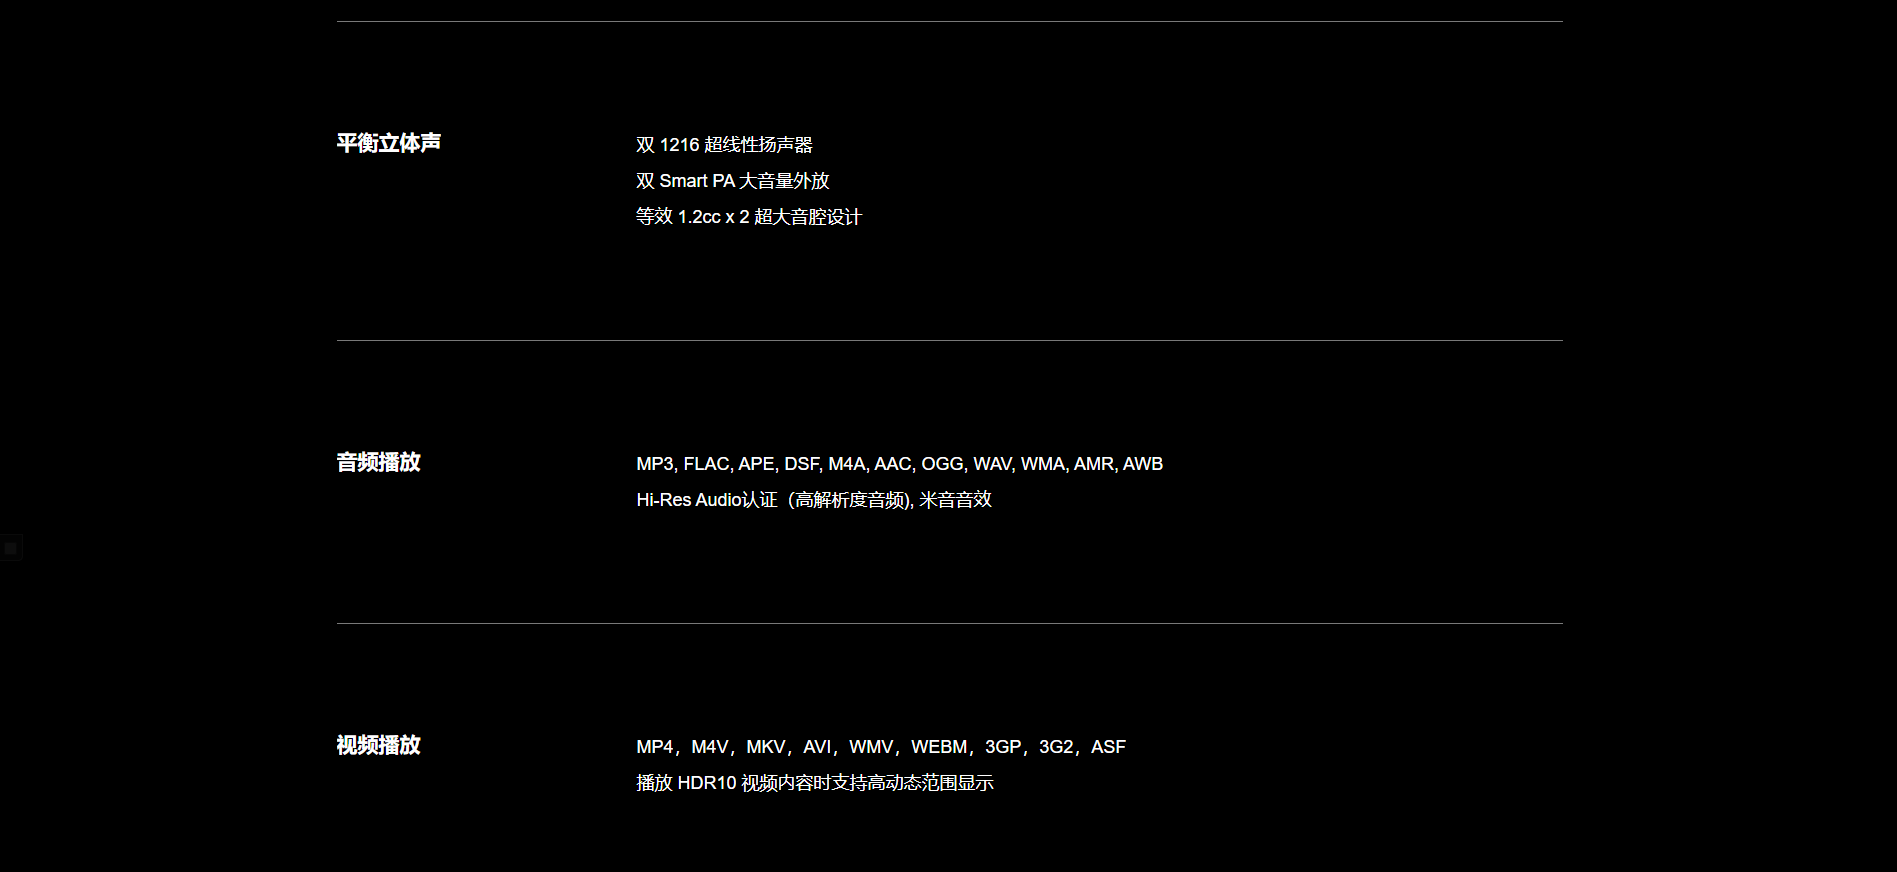 平衡立体声
双 1216 超线性扬声器
双 Smart PA 大音量外放
等效 1.2cc x 2 超大音腔设计
音频播放
MP3, FLAC, APE, DSF, M4A, AAC, OGG, WAV, WMA, AMR, AWB
Hi-Res Audio认证（高解析度音频), 米音音效
视频播放
MP4，M4V，MKV，AVI，WMV，WEBM，3GP，3G2，ASF
播放 HDR10 视频内容时支持高动态范围显示